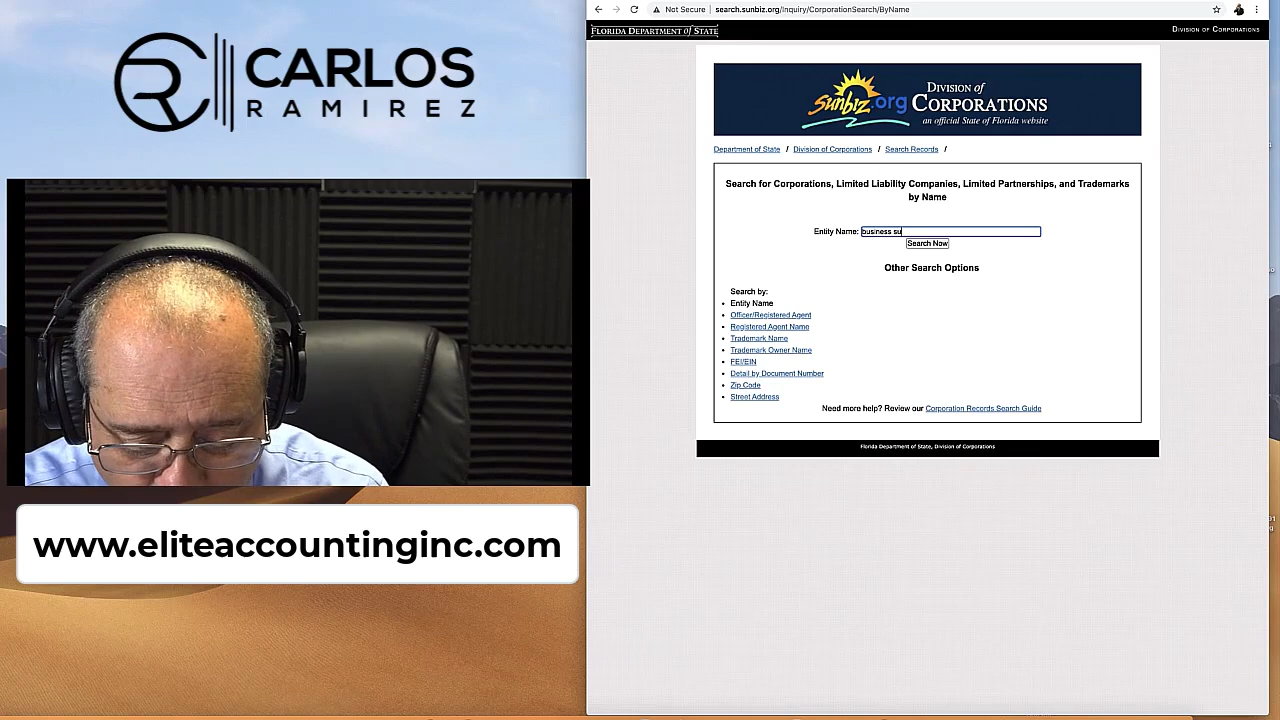 CARLOS
RAMIREZ
www.eliteaccountinginc.com
Not Secure | search.sunbiz.org/Inquiry/CorporationSearch/ByName
FLORIDA DEPARTMENT of STATE
DIVISION OF CORPORATIONS
sunbiz.org
DIVISION of
CORPORATIONS
an official State of Florida website
Department of State / Division of Corporations / Search Records /
Search for Corporations, Limited Liability Companies, Limited Partnerships, and Trademarks
by Name
Entity Name: business su
Search Now
Other Search Options
Search by:
• Entity Name
• Officer/Registered Agent
• Registered Agent Name
• Trademark Name
• Trademark Owner Name
• FEI/EIN
• Detail by Document Number
• Zip Code
• Street Address
Need more help? Review our Corporation Records Search Guide
Florida Department of State, Division of Corporations